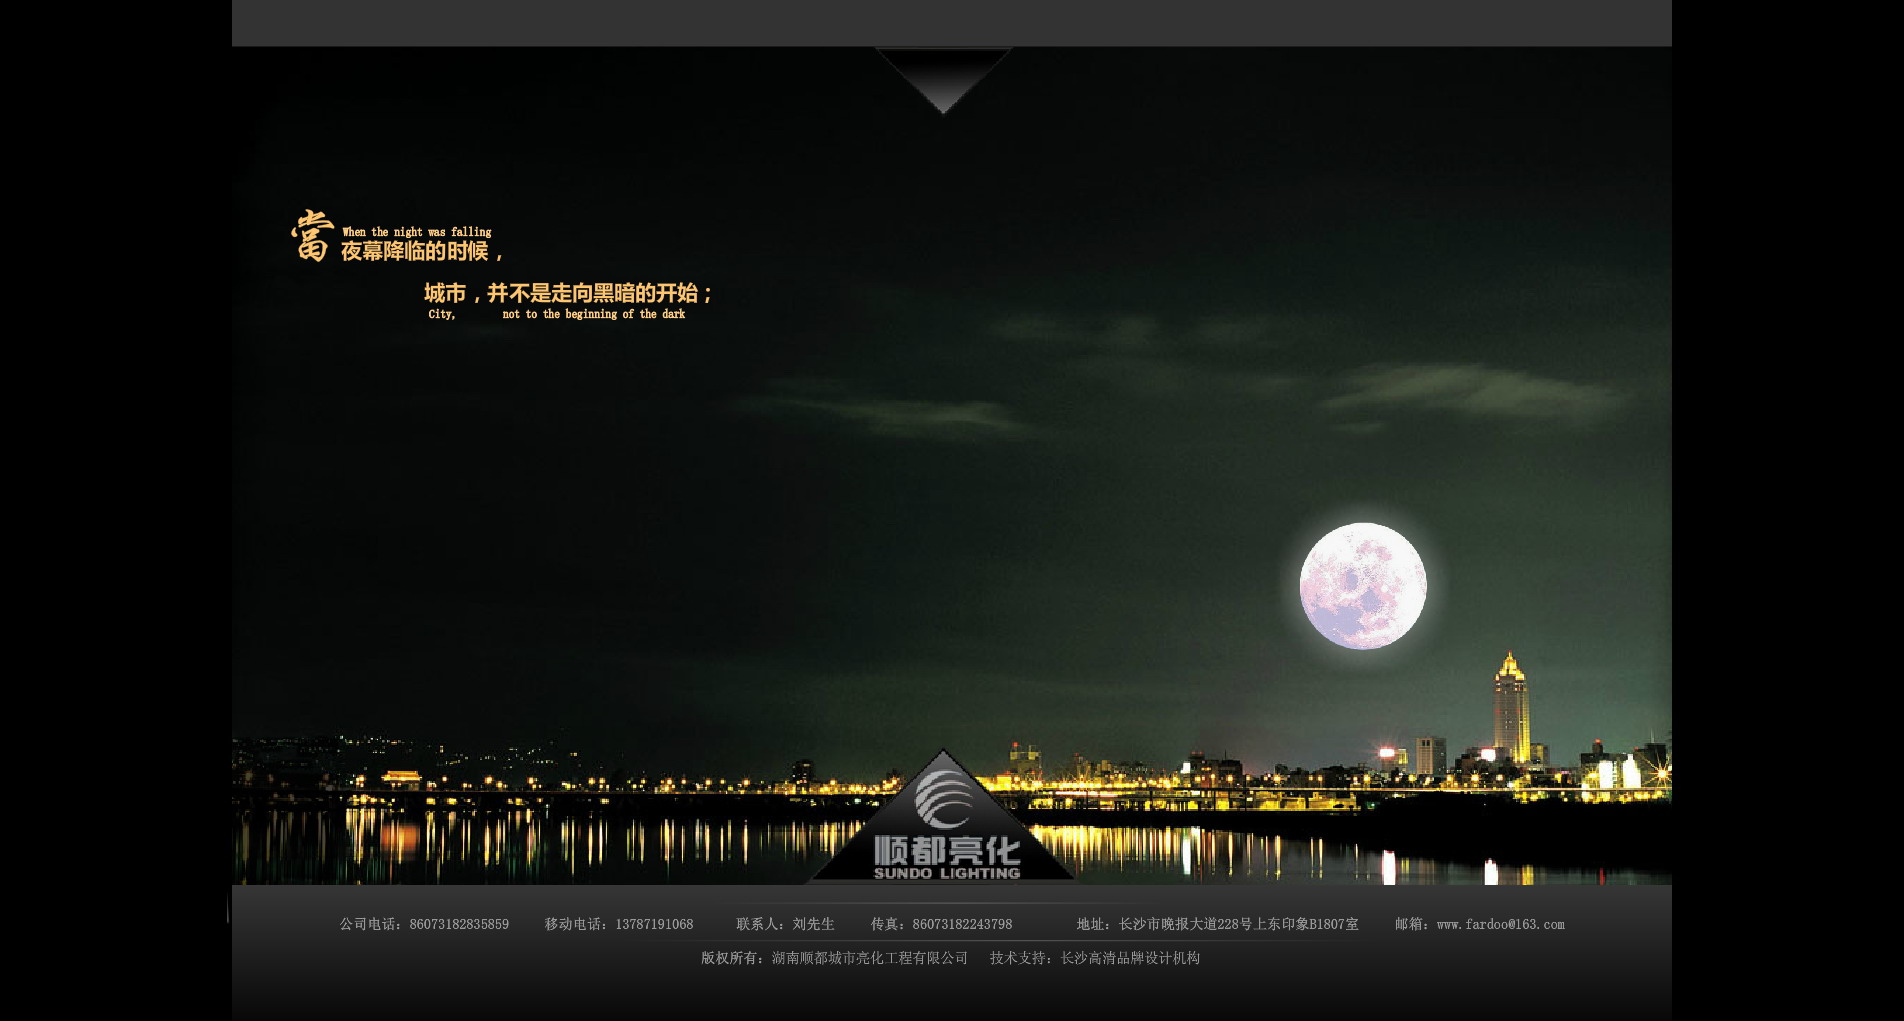 當
When the night was falling
夜幕降临的时候，
城市，并不是走向黑暗的开始；
City, not to the beginning of the dark
顺都亮化
SUNDO LIGHTING
公司电话：86073182835859 移动电话：13787191068 联系人：刘先生 传真：86073182243798 地址：长沙市晚报大道228号上东印象B1807室 邮箱：www.fardoo@163.com
版权所有：湖南顺都城市亮化工程有限公司 技术支持：长沙高清品牌设计机构